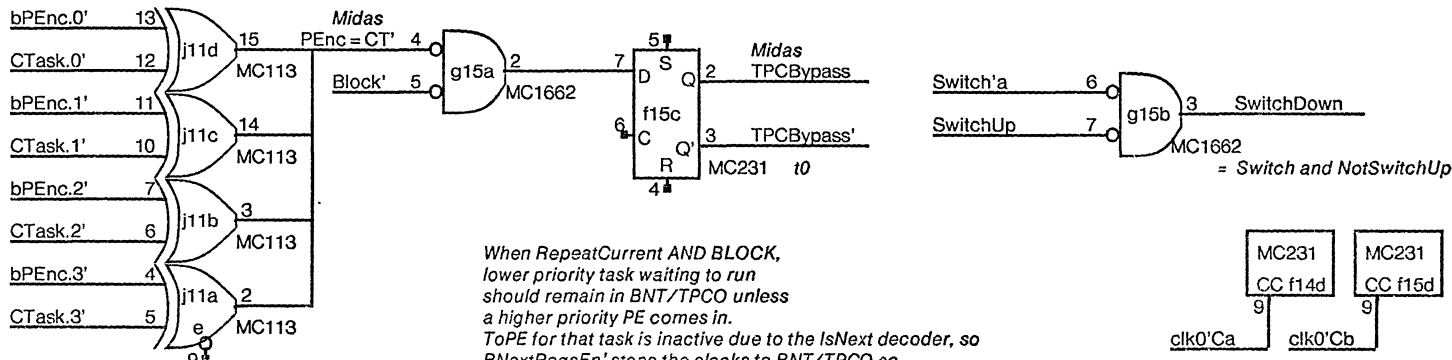 bPEnc.0' 13
CTask.0' 12
j11d
15
MC113
bPEnc.1' 11
CTask.1' 10
j11c
14
MC113
bPEnc.2' 7
CTask.2' 6
j11b
3
MC113
bPEnc.3' 4
CTask.3' 5
j11a
e
2
MC113
Midas
PEnc = CT' 4
Block' 5
g15a
2
MC1662
7
5
S
D
Q
f15c
6
C
Q'
R
4
2
Midas
TPCBypass
3
TPCBypass'
MC231 t0
Switch'a 6
SwitchUp 7
g15b
3
SwitchDown
MC1662
= Switch and NotSwitchUp
MC231
CC f14d
9
clk0'Ca
MC231
CC f15d
9
clk0'Cb
When RepeatCurrent AND BLOCK,
lower priority task waiting to run
should remain in BNT/TPCO unless
a higher priority PE comes in.
ToPE for that task is inactive due to the IsNext decoder, so